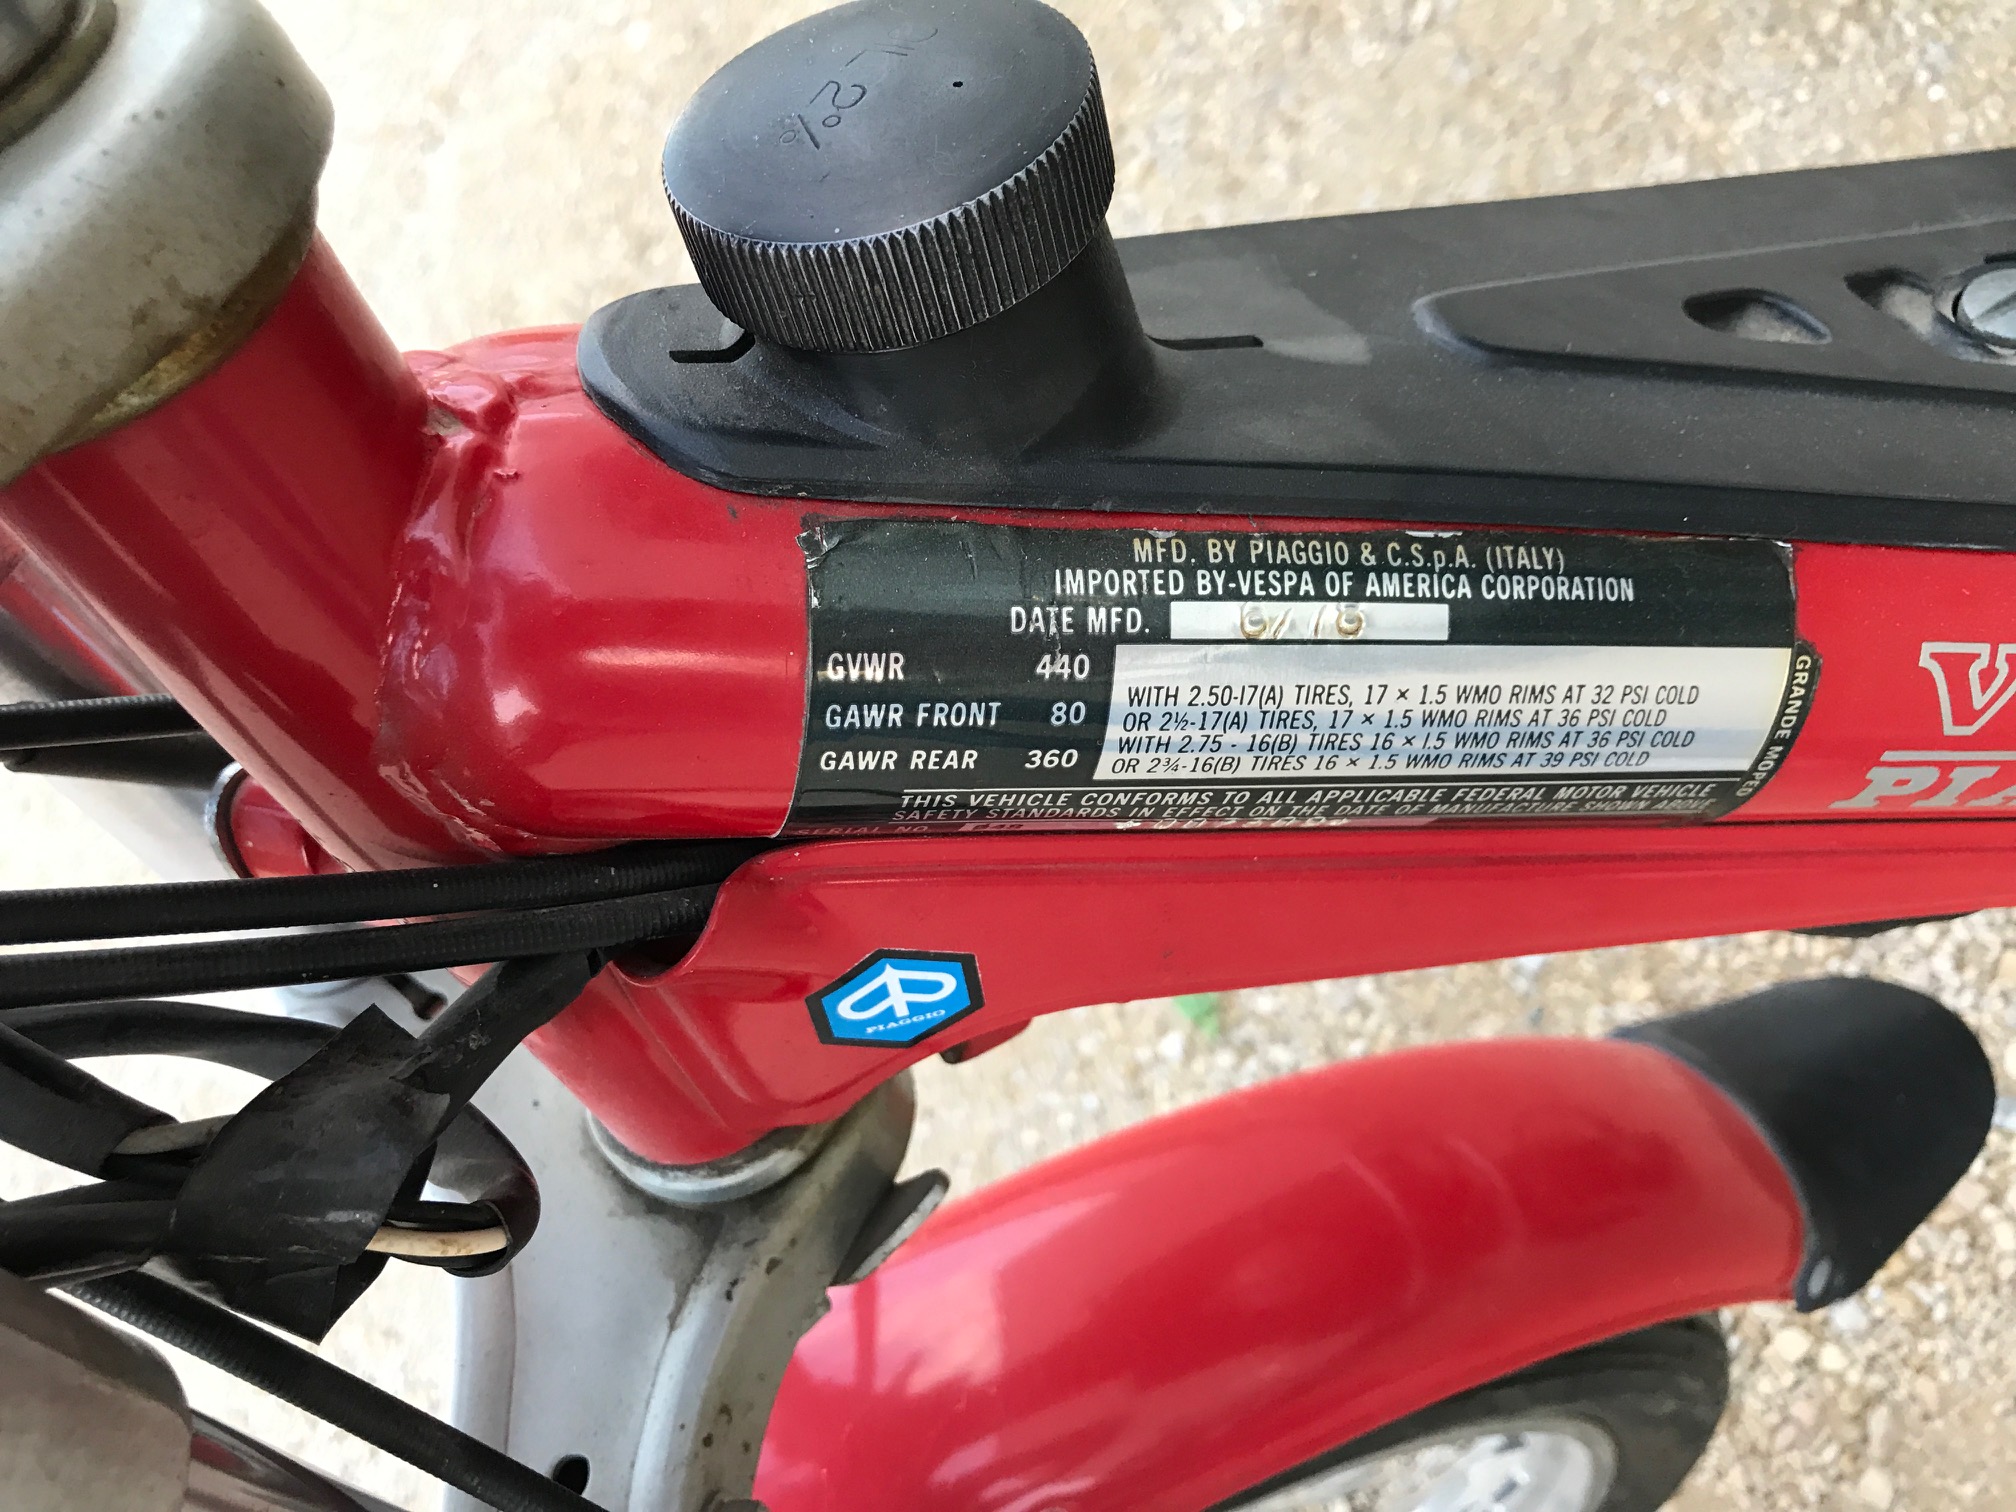 2%
MFD. BY PIAGGIO & C.S.p.A. (ITALY)
IMPORTED BY-VESPA OF AMERICA CORPORATION
DATE MFD.
GVWR 440
GAWR FRONT 80
GAWR REAR 360
WITH 2.50-17(A) TIRES, 17 × 1.5 WMO RIMS AT 32 PSI COLD
OR 2½-17(A) TIRES, 17 × 1.5 WMO RIMS AT 36 PSI COLD
WITH 2.75 - 16(B) TIRES 16 × 1.5 WMO RIMS AT 36 PSI COLD
OR 2¾-16(B) TIRES 16 × 1.5 WMO RIMS AT 39 PSI COLD
THIS VEHICLE CONFORMS TO ALL APPLICABLE FEDERAL MOTOR VEHICLE
SAFETY STANDARDS IN EFFECT ON THE DATE OF MANUFACTURE SHOWN ABOVE
SERIAL NO.
GRANDE MOPED
V
PIA
PIAGGIO